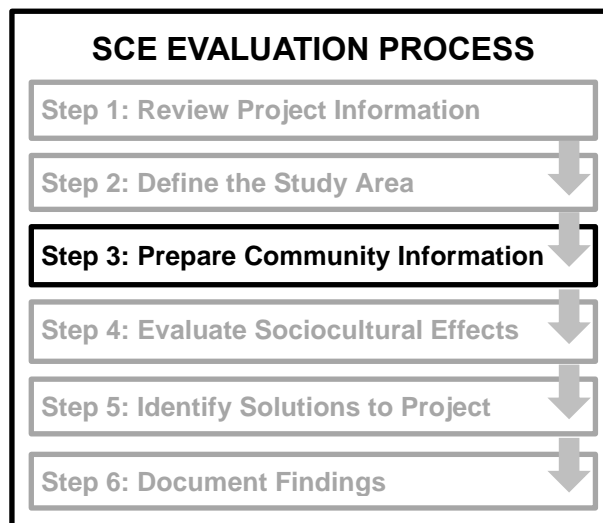 SCE EVALUATION PROCESS
Step 1: Review Project Information
Step 2: Define the Study Area
Step 3: Prepare Community Information
Step 4: Evaluate Sociocultural Effects
Step 5: Identify Solutions to Project
Step 6: Document Findings